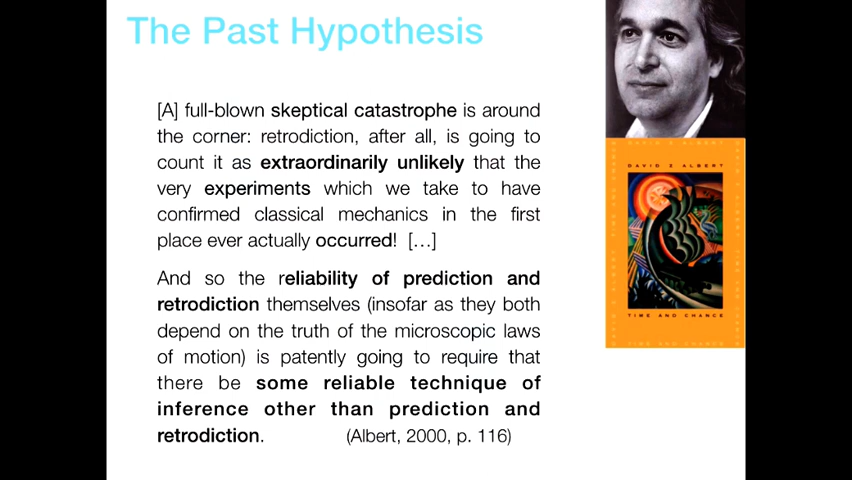 The Past Hypothesis
[A] full-blown skeptical catastrophe is around
the corner: retrodiction, after all, is going to
count it as extraordinarily unlikely that the
very experiments which we take to have
confirmed classical mechanics in the first
place ever actually occurred! […]
And so the reliability of prediction and
retrodiction themselves (insofar as they both
depend on the truth of the microscopic laws
of motion) is patently going to require that
there be some reliable technique of
inference other than prediction and
retrodiction.
(Albert, 2000, p. 116)
DAVID Z ALBERT
TIME AND CHANCE